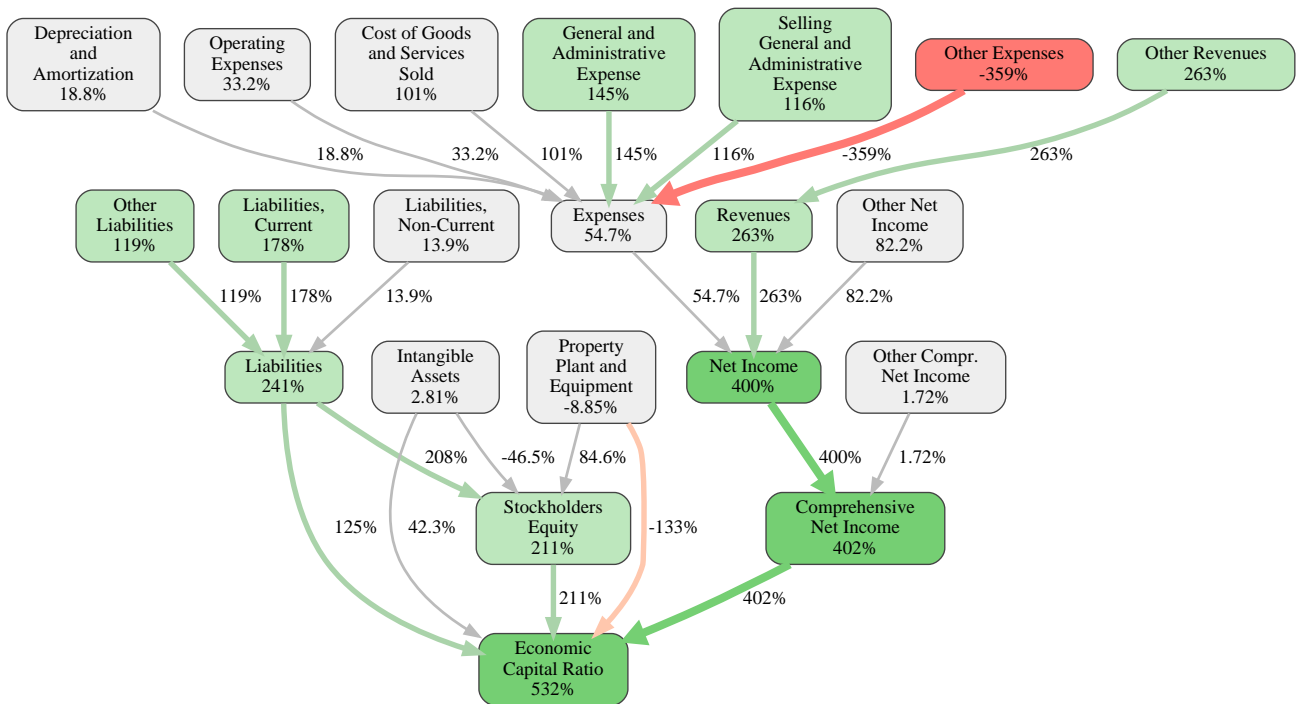 Depreciation
and
Amortization
18.8%
Operating
Expenses
33.2%
Cost of Goods
and Services
Sold
101%
General and
Administrative
Expense
145%
Selling
General and
Administrative
Expense
116%
Other Expenses
-359%
Other Revenues
263%
18.8%
33.2%
101%
145%
116%
-359%
263%
Other
Liabilities
119%
Liabilities,
Current
178%
Liabilities,
Non-Current
13.9%
Expenses
54.7%
Revenues
263%
Other Net
Income
82.2%
119%
178%
13.9%
54.7%
263%
82.2%
Liabilities
241%
Intangible
Assets
2.81%
Property
Plant and
Equipment
-8.85%
Net Income
400%
Other Compr.
Net Income
1.72%
208%
-46.5%
84.6%
400%
1.72%
125%
42.3%
Stockholders
Equity
211%
-133%
Comprehensive
Net Income
402%
211%
402%
Economic
Capital Ratio
532%